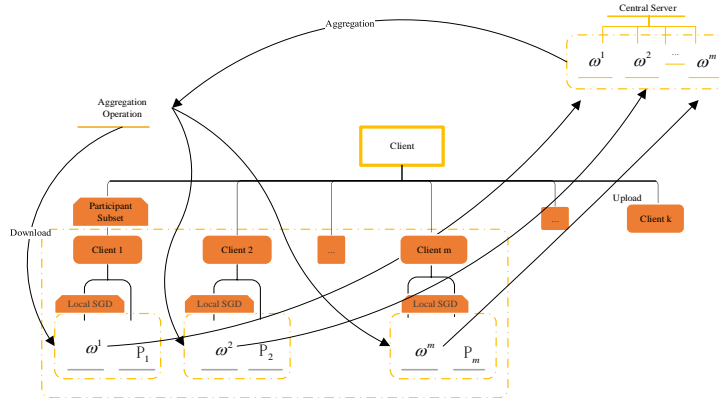 Central Server
Aggregation
ω¹ ω² ... ωᵐ
Aggregation
Operation
Client
Participant
Subset
Upload
... Client k
Download
Client 1 Client 2 ... Client m
Local SGD Local SGD Local SGD
ω¹ P₁ ω² P₂ ωᵐ Pₘ